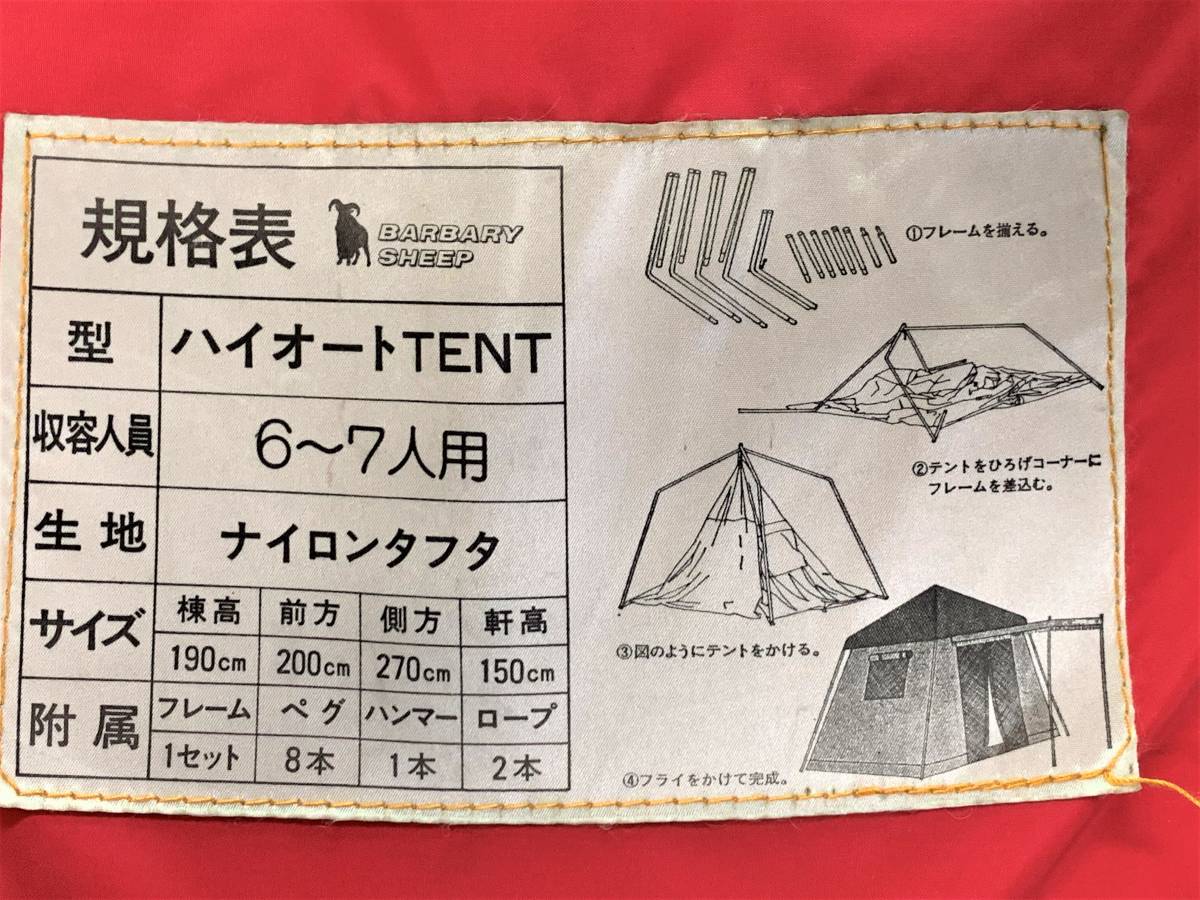 規格表
BARBARY
SHEEP
型 ハイオートTENT
収容人員 6〜7人用
生地 ナイロンタフタ
サイズ 棟高 前方 側方 軒高
190cm 200cm 270cm 150cm
附属 フレーム ペグ ハンマー ロープ
1セット 8本 1本 2本
①フレームを揃える。
②テントをひろげコーナーに
フレームを差込む。
③図のようにテントをかける。
④フライをかけて完成。